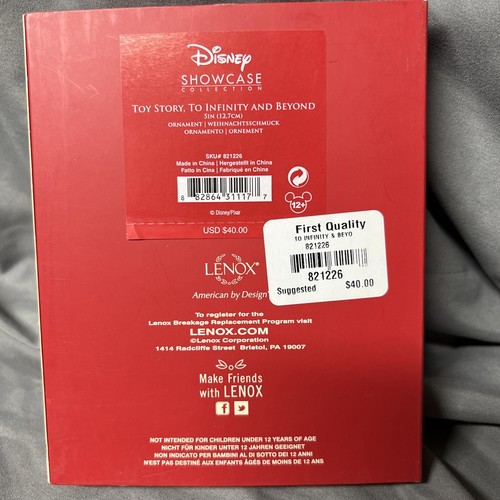 Disney
SHOWCASE
COLLECTION
TOY STORY, TO INFINITY AND BEYOND
5IN (12,7CM)
ORNAMENT | WEIHNACHTSSCHMUCK
ORNAMENTO | ORNEMENT
SKU# 821226
Made in China | Hergestellt in China
Fatto in Cina | Fabriqué en China
8 82864 31117 7
12+
© Disney/Pixar
USD $40.00
First Quality
TO INFINITY & BEYO
821226
821226
Suggested $40.00
LENOX®
American by Design
To register for the
Lenox Breakage Replacement Program visit
LENOX.COM
©Lenox Corporation
1414 Radcliffe Street Bristol, PA 19007
Make Friends
with LENOX
NOT INTENDED FOR CHILDREN UNDER 12 YEARS OF AGE
NICHT FÜR KINDER UNTER 12 JAHREN GEEIGNET
NON INDICATO PER BAMBINI AL DI SOTTO DEI 12 ANNI
N'EST PAS DESTINÉ AUX ENFANTS ÂGÉS DE MOINS DE 12 ANS